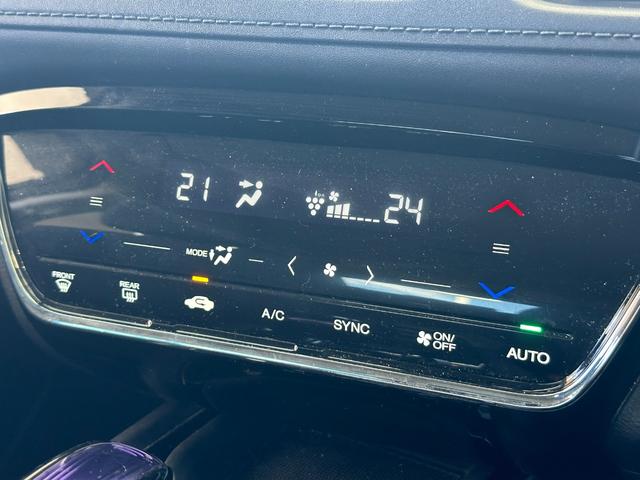 21 24
MODE
FRONT
REAR
A/C
SYNC
ON/
OFF
AUTO